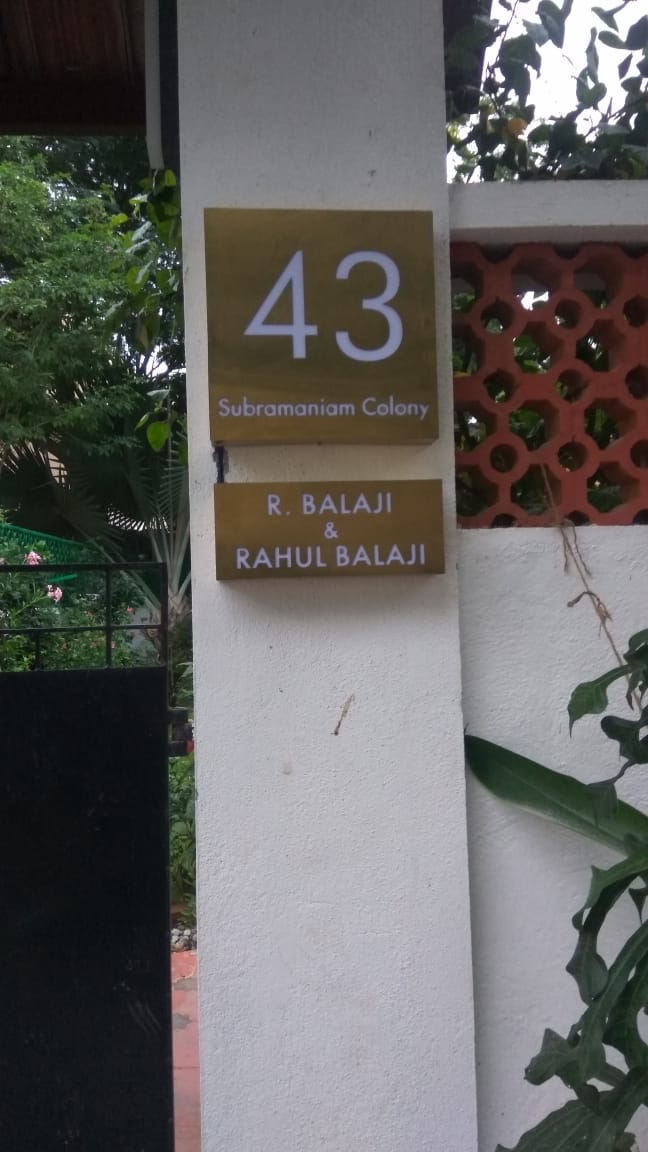 43
Subramaniam Colony
R. BALAJI
&
RAHUL BALAJI